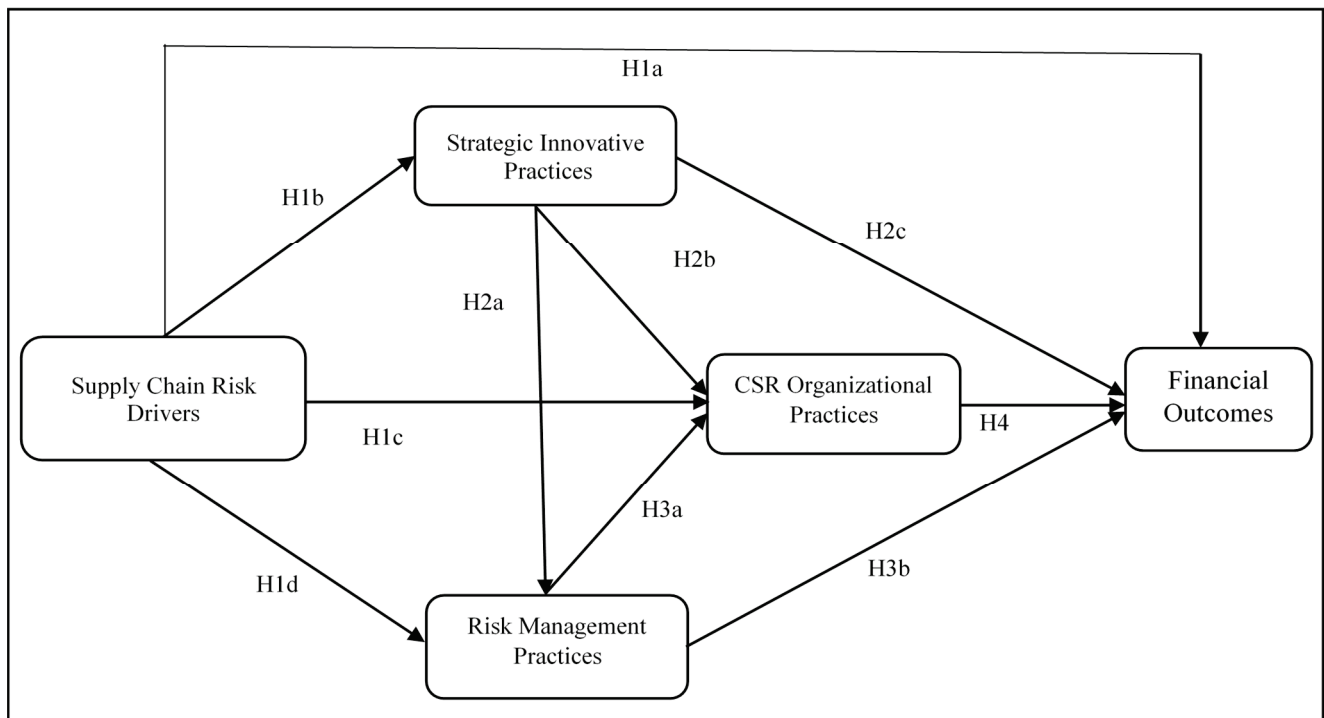 H1a
Strategic Innovative
Practices
H1b
H2c
H2b
H2a
Supply Chain Risk
Drivers
CSR Organizational
Practices
Financial
Outcomes
H1c
H4
H3a
H1d
H3b
Risk Management
Practices